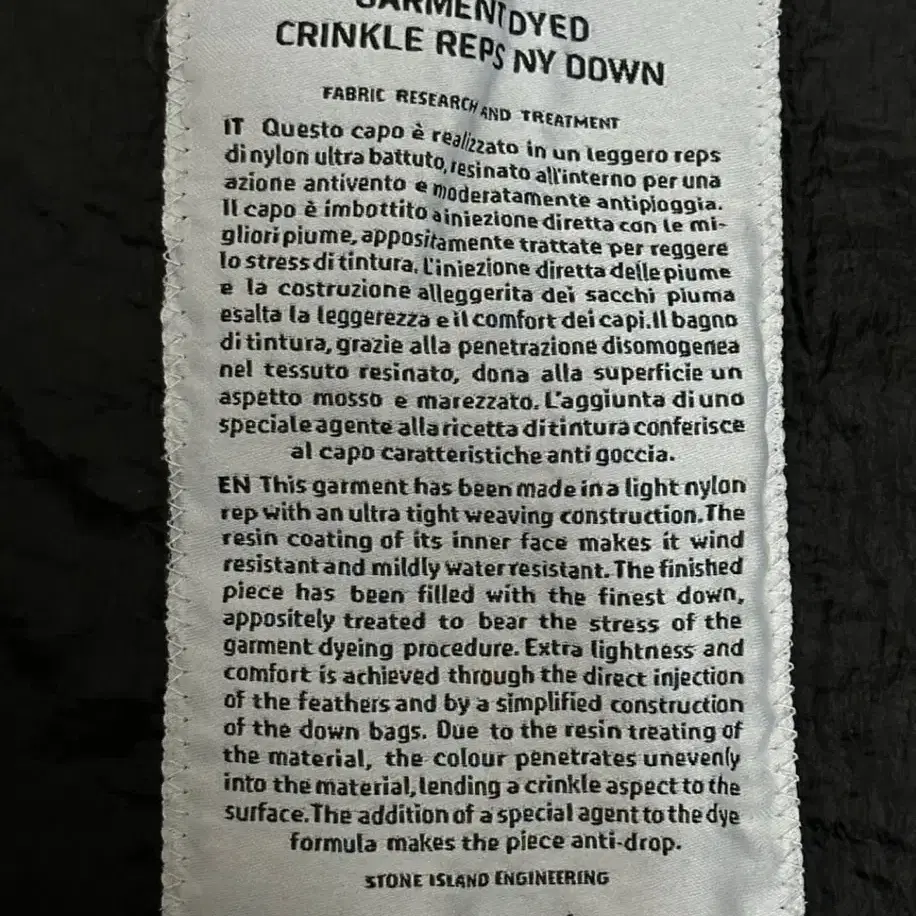 GARMENT DYED
CRINKLE REPS NY DOWN
FABRIC RESEARCH AND TREATMENT
IT Questo capo è realizzato in un leggero reps
di nylon ultra battuto, resinato all'interno per una
azione antivento e moderatamente antipioggia.
Il capo è imbottito a iniezione diretta con le mi-
gliori piume, appositamente trattate per reggere
lo stress di tintura. L'iniezione diretta delle piume
e la costruzione alleggerita dei sacchi piuma
esalta la leggerezza e il comfort dei capi. Il bagno
di tintura, grazie alla penetrazione disomogenea
nel tessuto resinato, dona alla superficie un
aspetto mosso e marezzato. L'aggiunta di uno
speciale agente alla ricetta di tintura conferisce
al capo caratteristiche anti goccia.
EN This garment has been made in a light nylon
rep with an ultra tight weaving construction. The
resin coating of its inner face makes it wind
resistant and mildly water resistant. The finished
piece has been filled with the finest down,
appositely treated to bear the stress of the
garment dyeing procedure. Extra lightness and
comfort is achieved through the direct injection
of the feathers and by a simplified construction
of the down bags. Due to the resin treating of
the material, the colour penetrates unevenly
into the material, lending a crinkle aspect to the
surface. The addition of a special agent to the dye
formula makes the piece anti-drop.
STONE ISLAND ENGINEERING